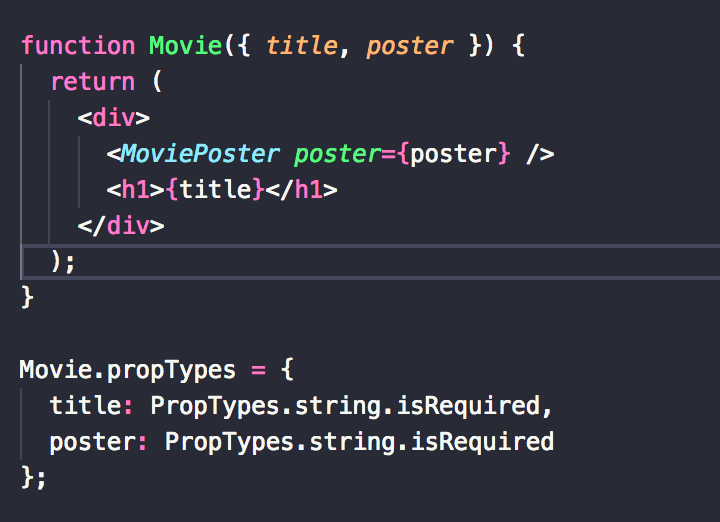 function Movie({ title, poster }) {
  return (
    <div>
      <MoviePoster poster={poster} />
      <h1>{title}</h1>
    </div>
  );
}

Movie.propTypes = {
  title: PropTypes.string.isRequired,
  poster: PropTypes.string.isRequired
};